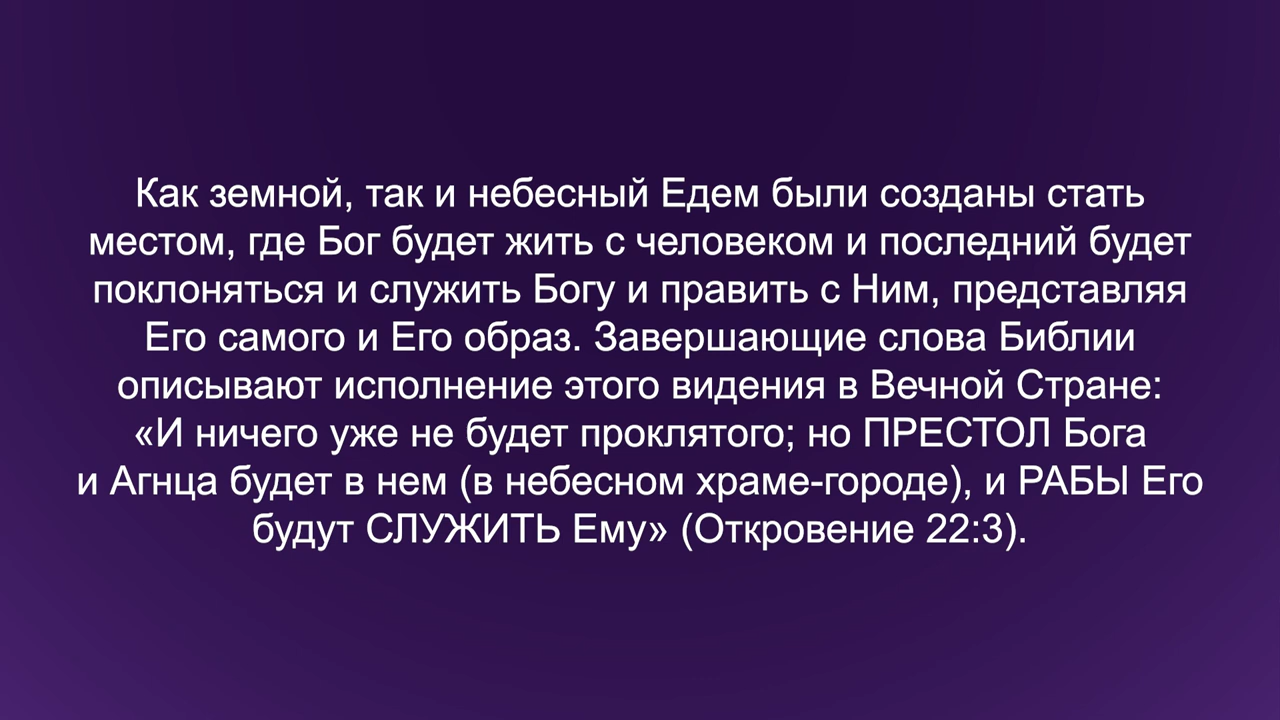 Как земной, так и небесный Едем были созданы стать
местом, где Бог будет жить с человеком и последний будет
поклоняться и служить Богу и править с Ним, представляя
Его самого и Его образ. Завершающие слова Библии
описывают исполнение этого видения в Вечной Стране:
«И ничего уже не будет проклятого; но ПРЕСТОЛ Бога
и Агнца будет в нем (в небесном храме-городе), и РАБЫ Его
будут СЛУЖИТЬ Ему» (Откровение 22:3).